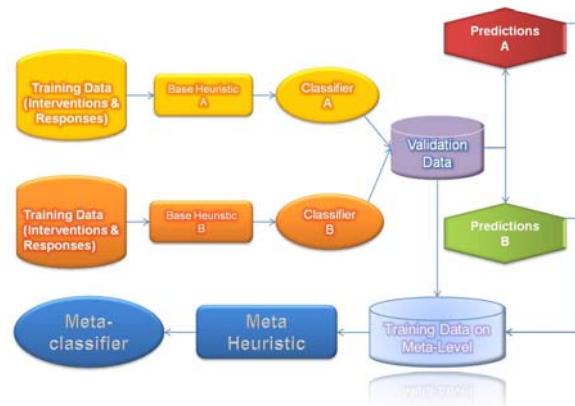 Predictions
A
Training Data
(Interventions &
Responses)
Base Heuristic
A
Classifier
A
Validation
Data
Training Data
(Interventions &
Responses)
Base Heuristic
B
Classifier
B
Predictions
B
Meta-
classifier
Meta
Heuristic
Training Data on
Meta-Level